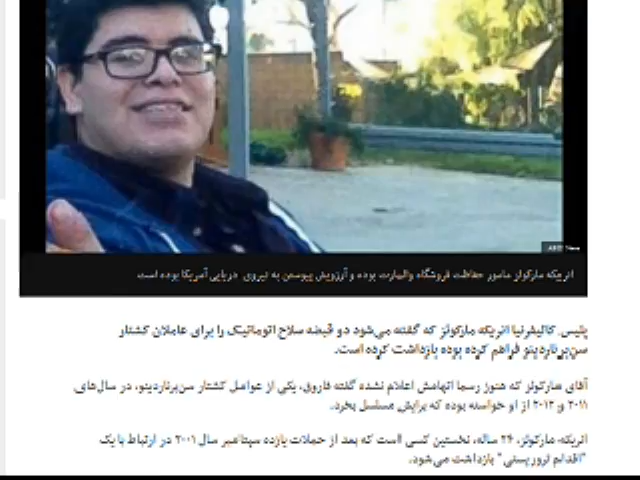 ABC News
انریکه مارکوئز مامور حفاظت فروشگاه والمارت بوده و آرزویش پیوستن به نیروی دریایی آمریکا بوده است
پلیس کالیفرنیا انریکه مارکوئز که گفته می‌شود دو قبضه سلاح اتوماتیک را برای عاملان کشتار
سن‌برناردینو فراهم کرده بوده بازداشت کرده است.
آقای مارکوئز که هنوز رسما اتهامش اعلام نشده گفته فاروق، یکی از عوامل کشتار سن‌برناردینو، در سال‌های
۲۰۱۱ و ۲۰۱۲ از او خواسته بوده که برایش مسلسل بخرد.
انریکه مارکوئز، ۲۴ ساله، نخستین کسی است که بعد از حملات یازده سپتامبر سال ۲۰۰۱ در ارتباط با یک
"اقدام تروریستی" بازداشت می‌شود.